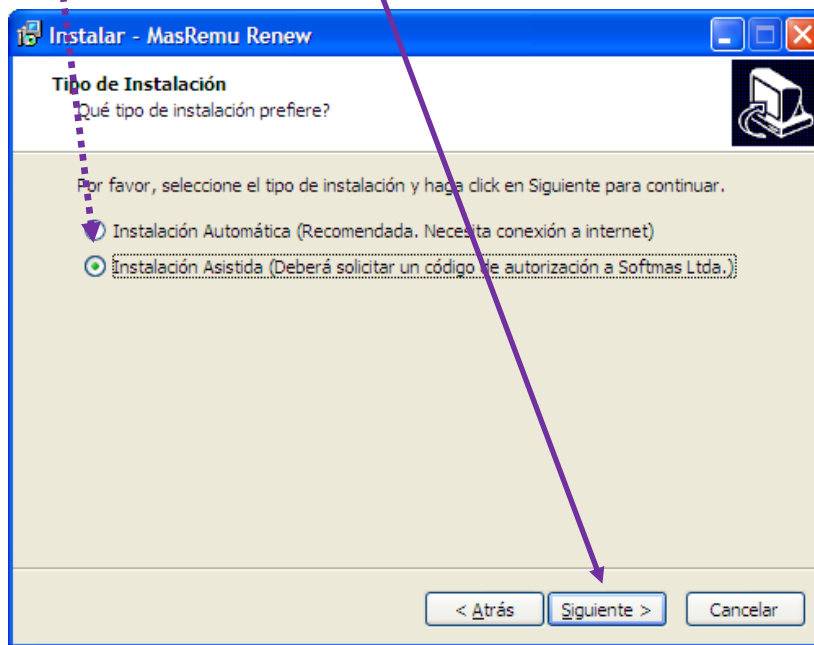 Instalar - MasRemu Renew
Tipo de Instalación
Qué tipo de instalación prefiere?
Por favor, seleccione el tipo de instalación y haga click en Siguiente para continuar.
Instalación Automática (Recomendada. Necesita conexión a internet)
Instalación Asistida (Deberá solicitar un código de autorización a Softmas Ltda.)
< Atrás
Siguiente >
Cancelar